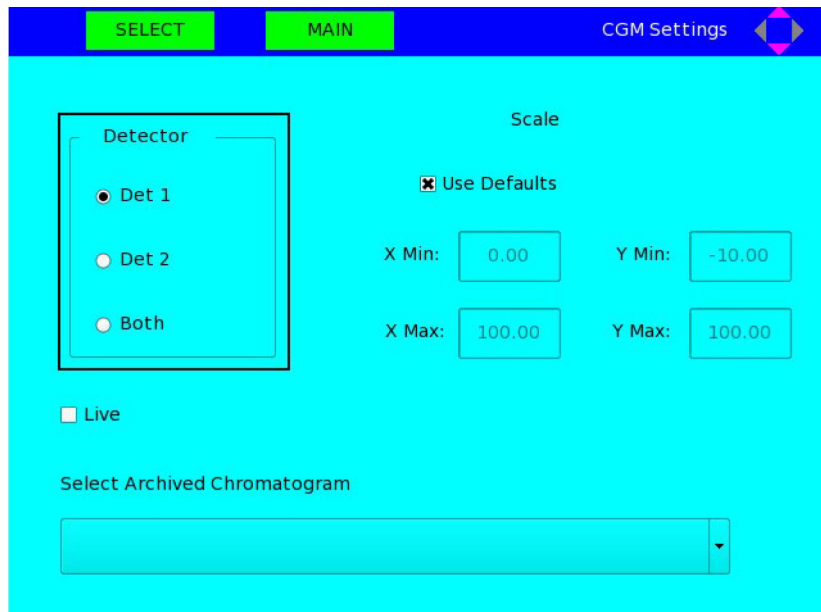 SELECT MAIN CGM Settings
Detector
Det 1
Det 2
Both
Scale
Use Defaults
X Min: 0.00 Y Min: -10.00
X Max: 100.00 Y Max: 100.00
Live
Select Archived Chromatogram